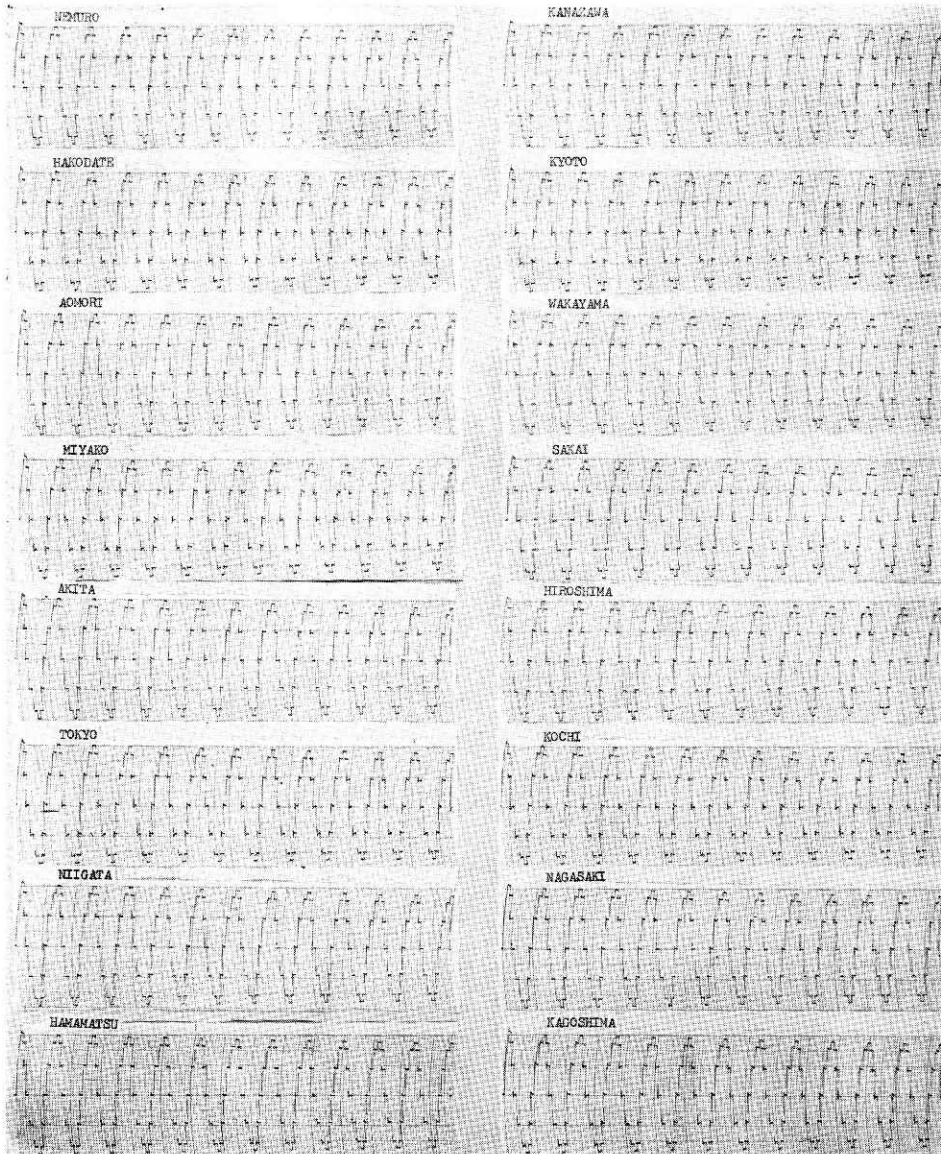 NEMURO
HAKODATE
AOMORI
MIYAKO
AKITA
TOKYO
NIIGATA
HAMAMATSU
KANAZAWA
KYOTO
WAKAYAMA
SAKAI
HIROSHIMA
KOCHI
NAGASAKI
KAGOSHIMA